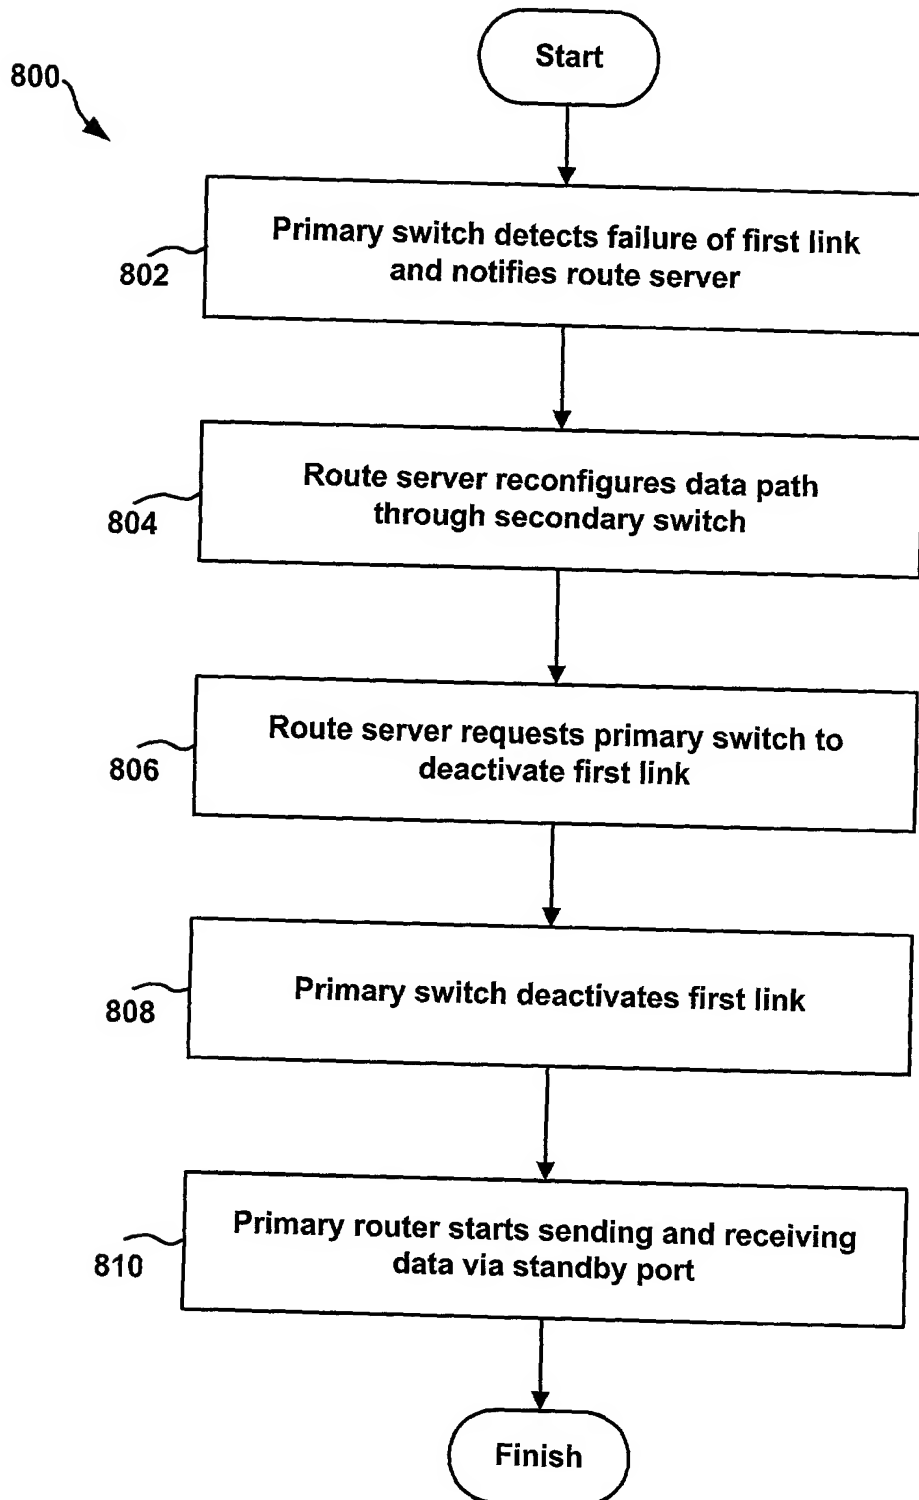 Start
800
Primary switch detects failure of first link
and notifies route server
802
Route server reconfigures data path
through secondary switch
804
Route server requests primary switch to
deactivate first link
806
Primary switch deactivates first link
808
Primary router starts sending and receiving
data via standby port
810
Finish